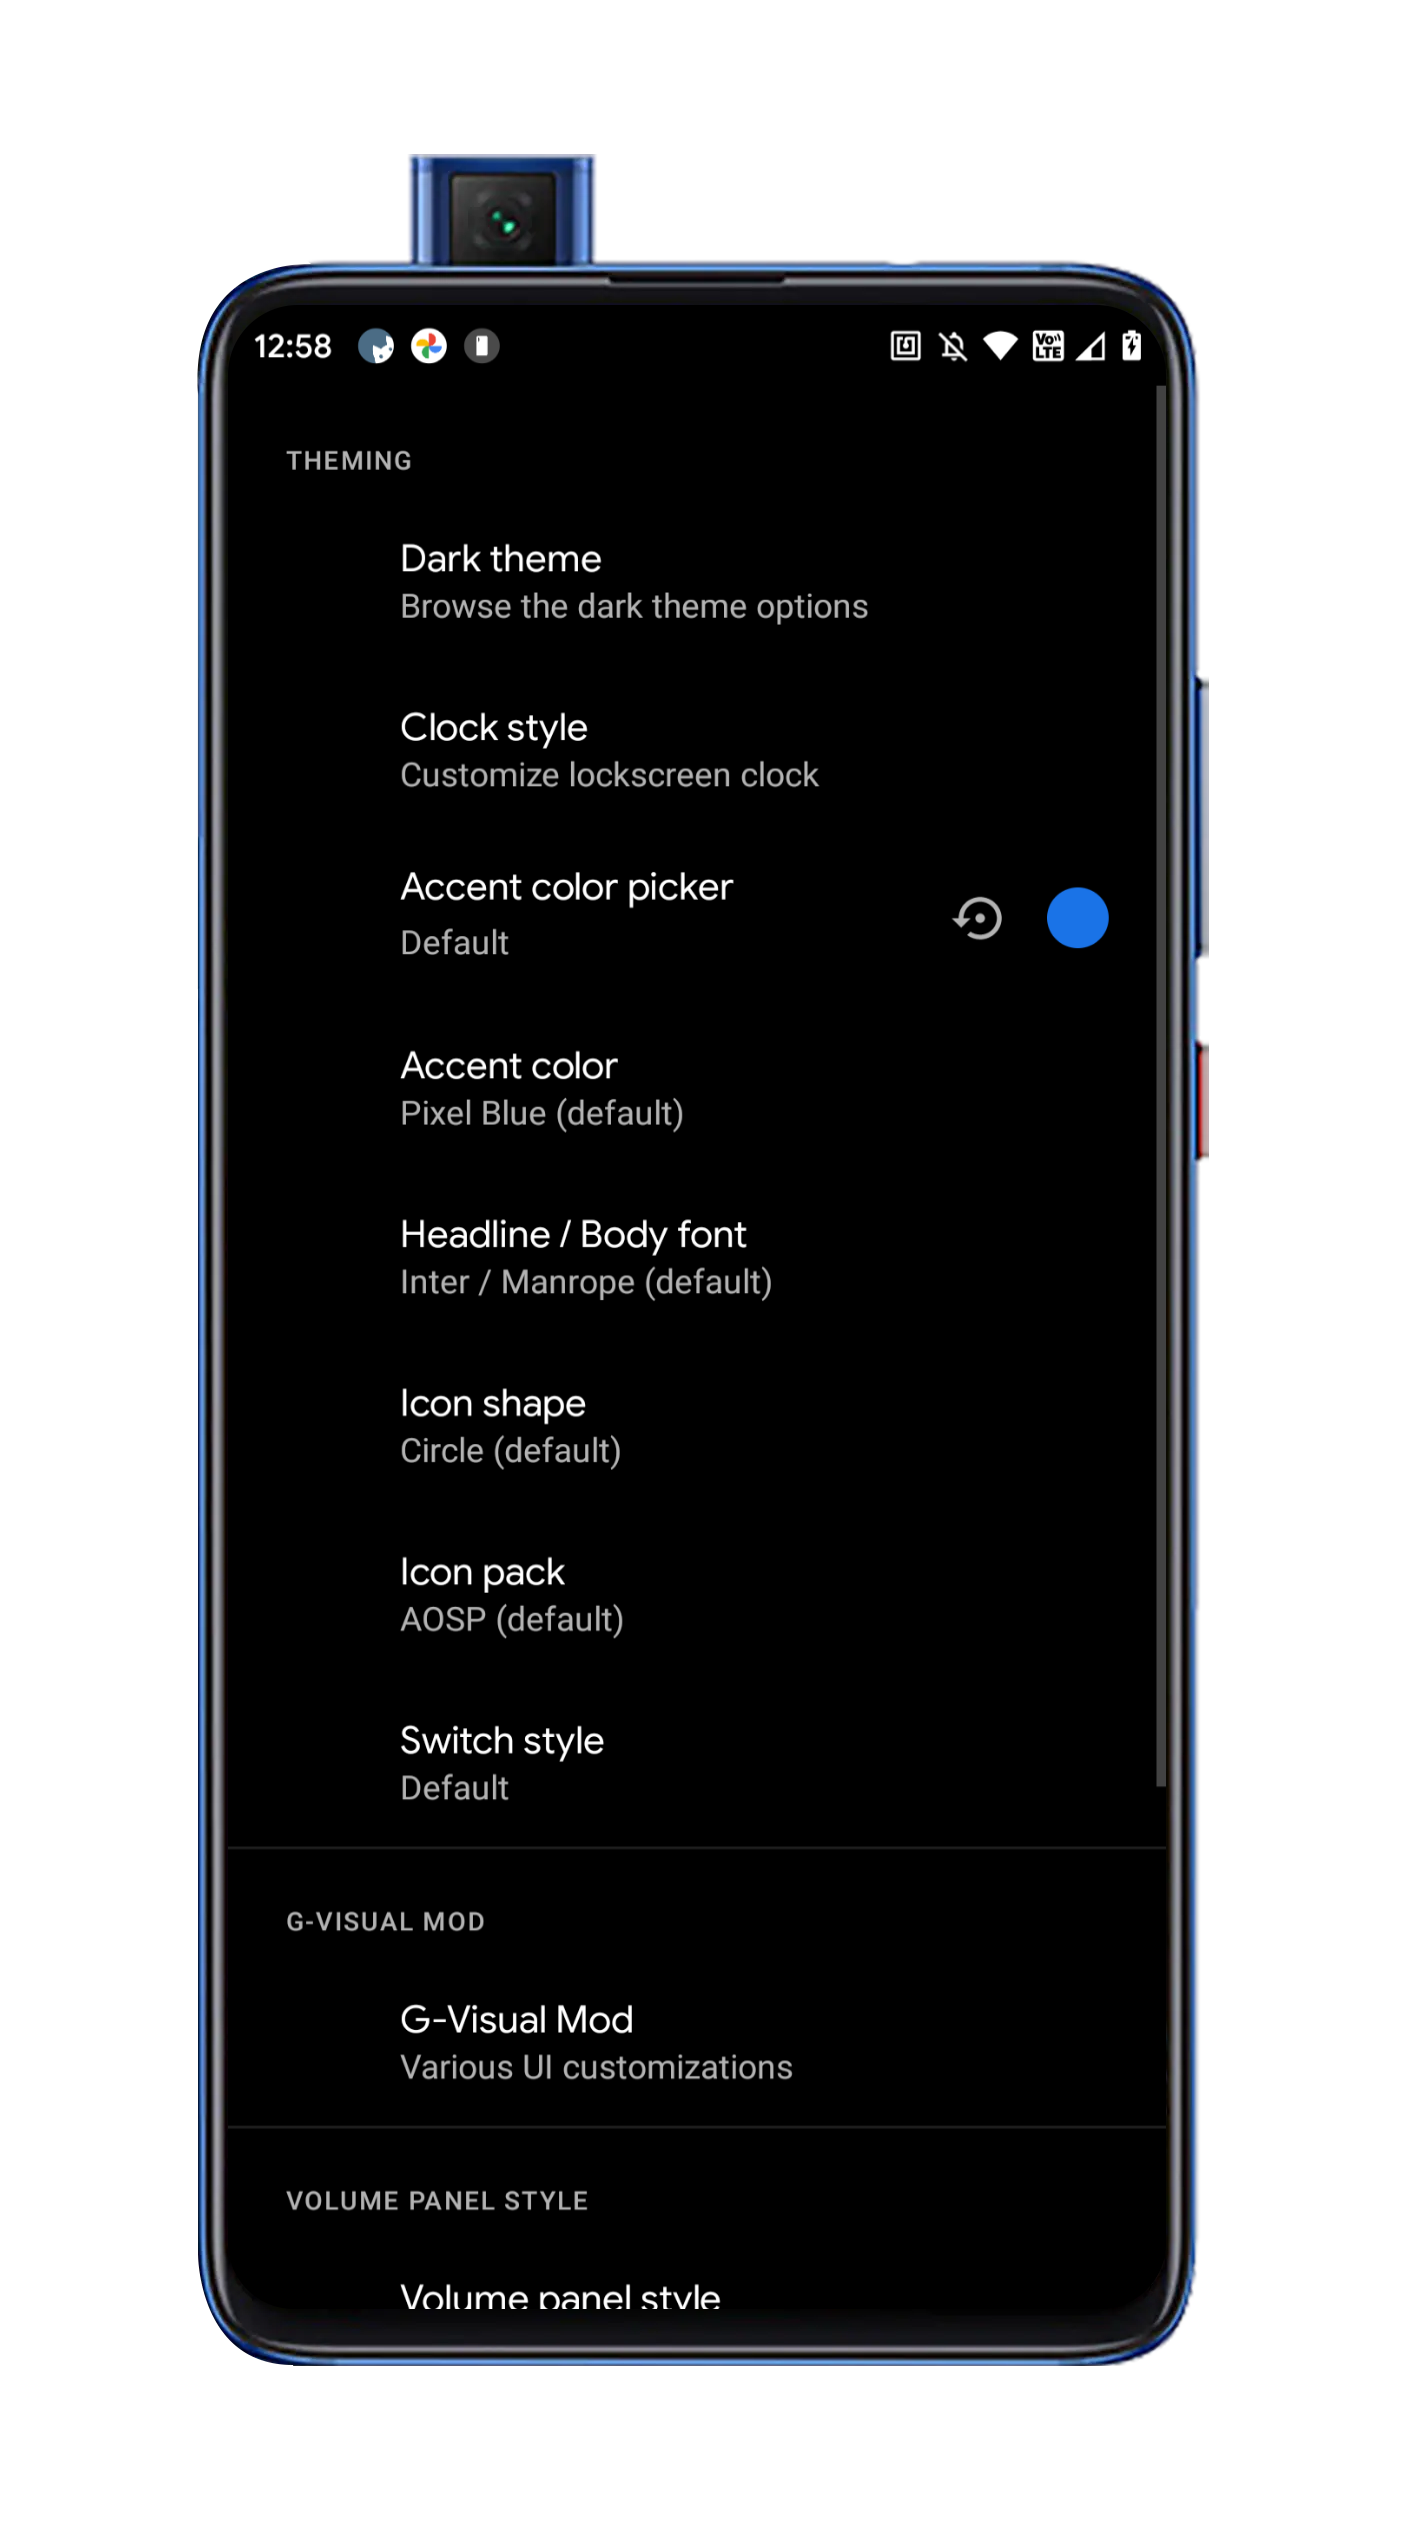 12:58
Vo))
LTE
THEMING
Dark theme
Browse the dark theme options
Clock style
Customize lockscreen clock
Accent color picker
Default
Accent color
Pixel Blue (default)
Headline / Body font
Inter / Manrope (default)
Icon shape
Circle (default)
Icon pack
AOSP (default)
Switch style
Default
G-VISUAL MOD
G-Visual Mod
Various UI customizations
VOLUME PANEL STYLE
Volume panel style